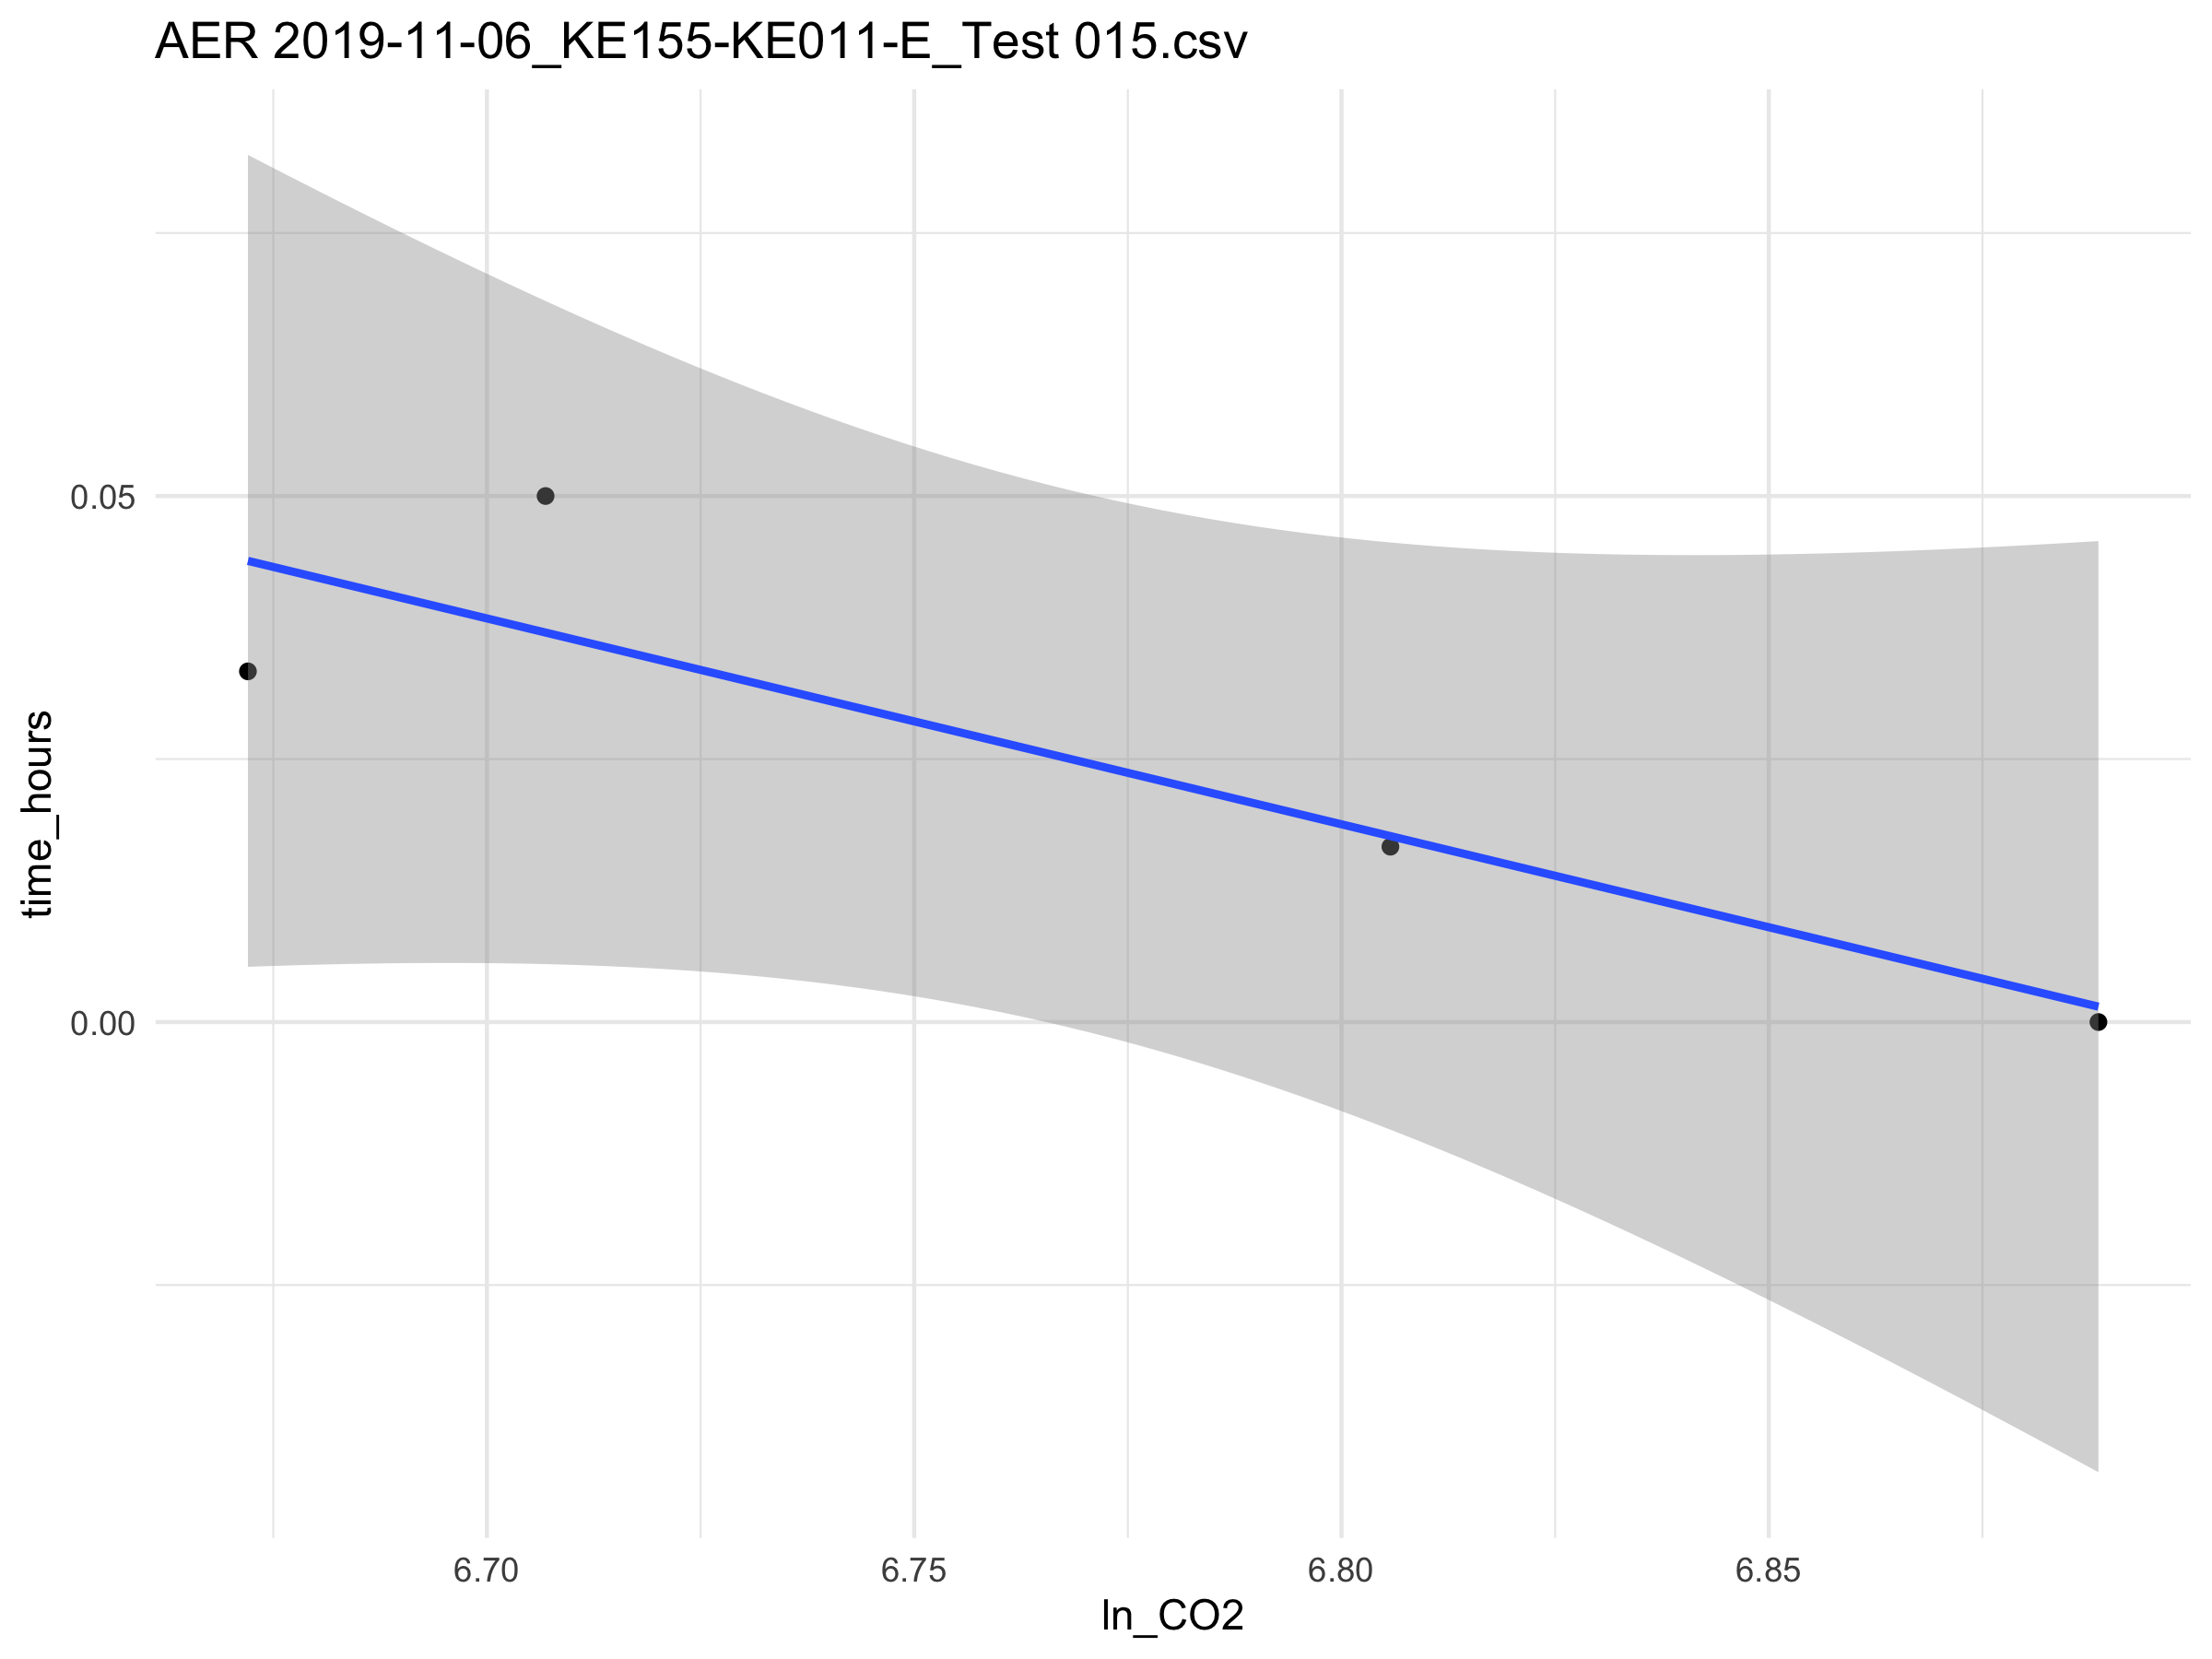 AER 2019-11-06_KE155-KE011-E_Test 015.csv
time_hours
0.05
0.00
6.70 6.75 6.80 6.85
ln_CO2